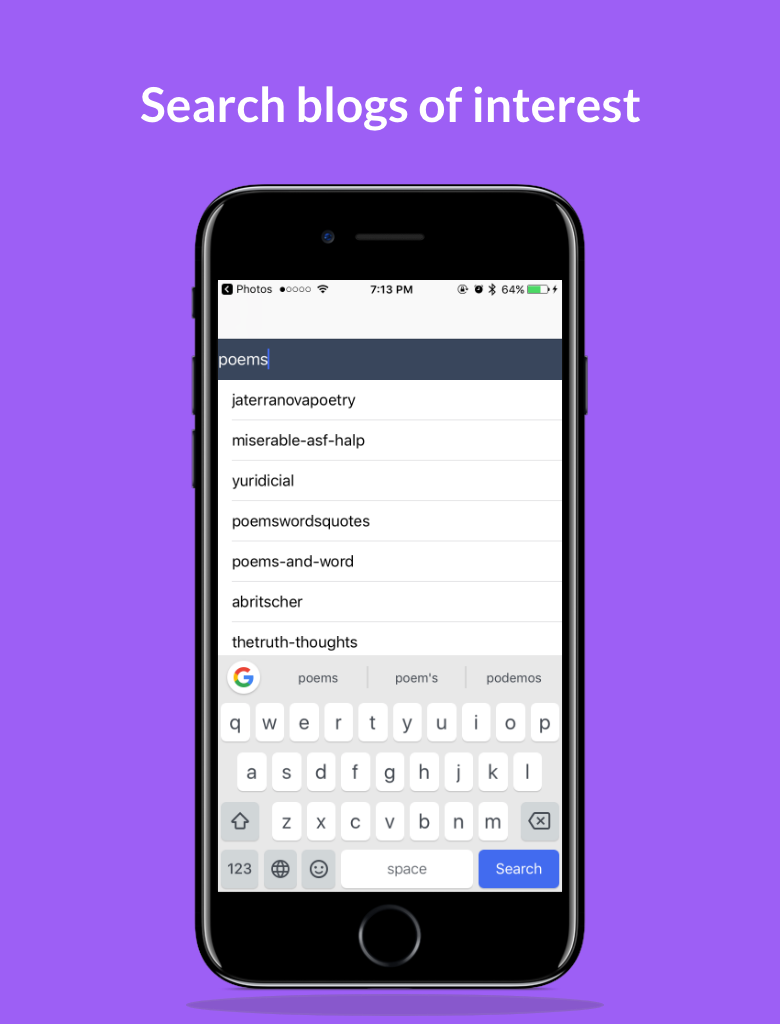 Search blogs of interest
Photos 7:13 PM 64%
poems
jaterranovapoetry
miserable-asf-halp
yuridicial
poemswordsquotes
poems-and-word
abritscher
thetruth-thoughts
G poems poem's podemos
q w e r t y u i o p
a s d f g h j k l
z x c v b n m
123 space Search